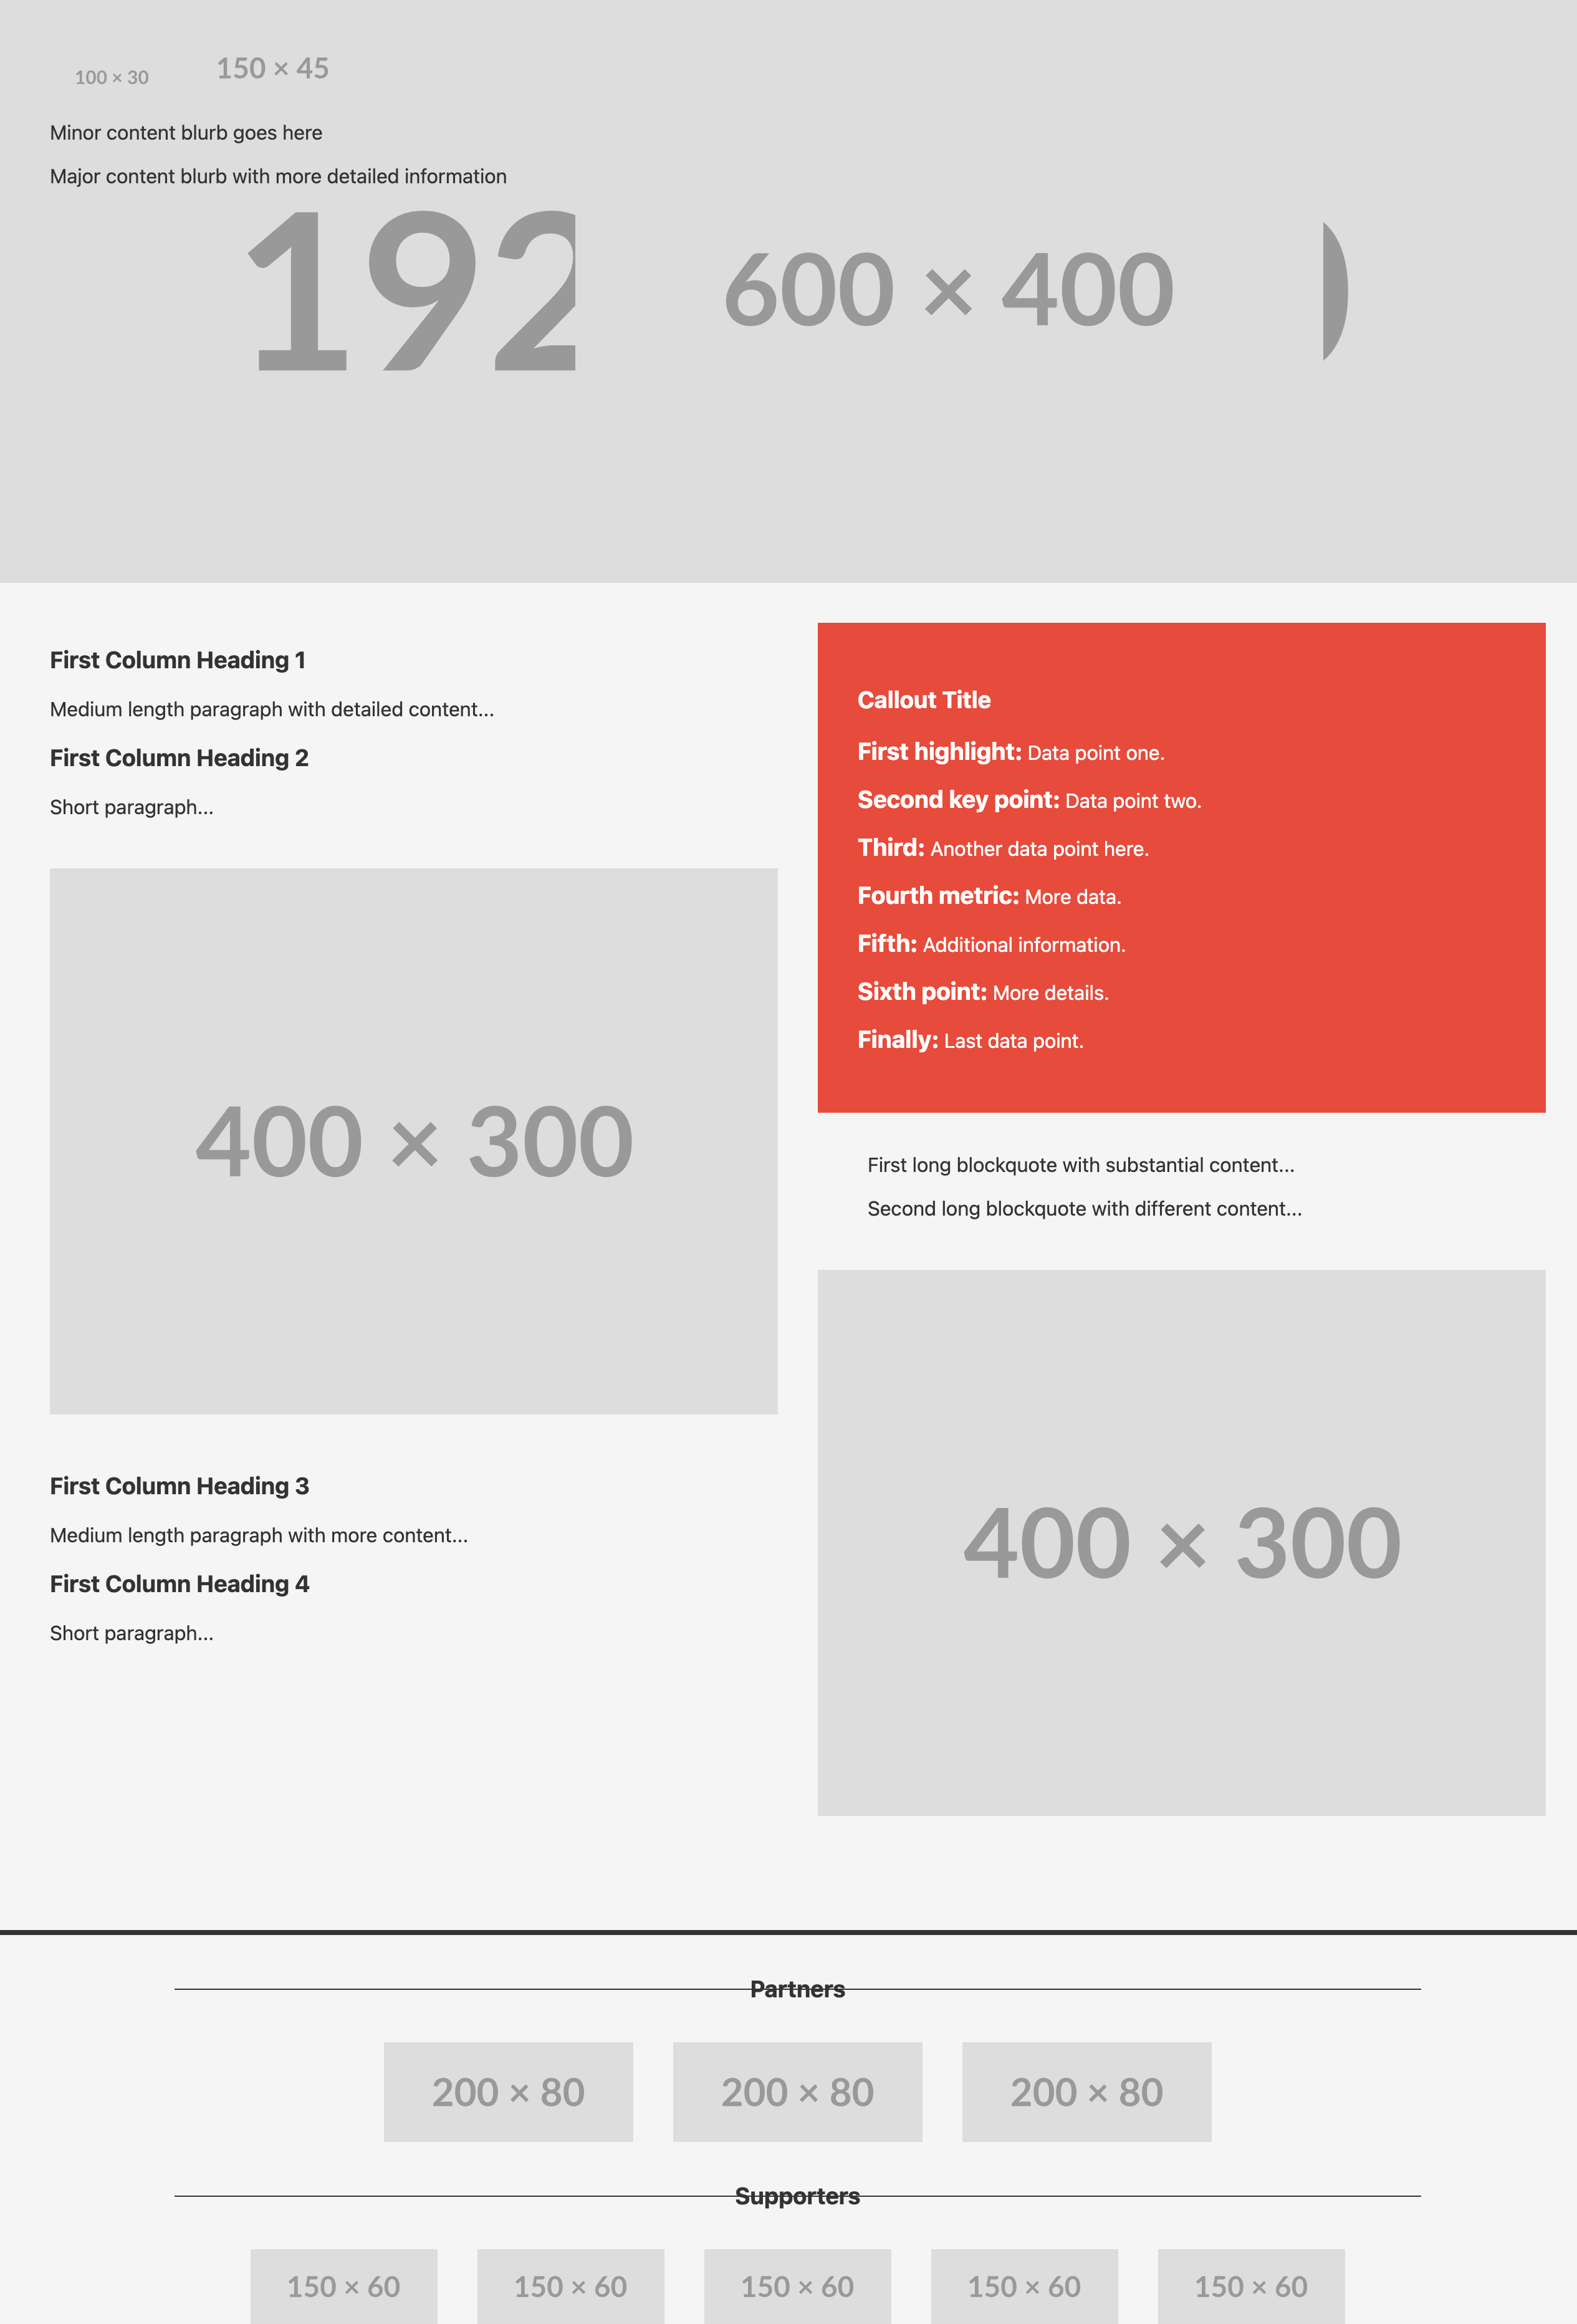 100 × 30
150 × 45
Minor content blurb goes here
Major content blurb with more detailed information
192
600 × 400
First Column Heading 1
Medium length paragraph with detailed content...
First Column Heading 2
Short paragraph...
400 × 300
First Column Heading 3
Medium length paragraph with more content...
First Column Heading 4
Short paragraph...
Callout Title
First highlight: Data point one.
Second key point: Data point two.
Third: Another data point here.
Fourth metric: More data.
Fifth: Additional information.
Sixth point: More details.
Finally: Last data point.
First long blockquote with substantial content...
Second long blockquote with different content...
400 × 300
Partners
200 × 80
200 × 80
200 × 80
Supporters
150 × 60
150 × 60
150 × 60
150 × 60
150 × 60